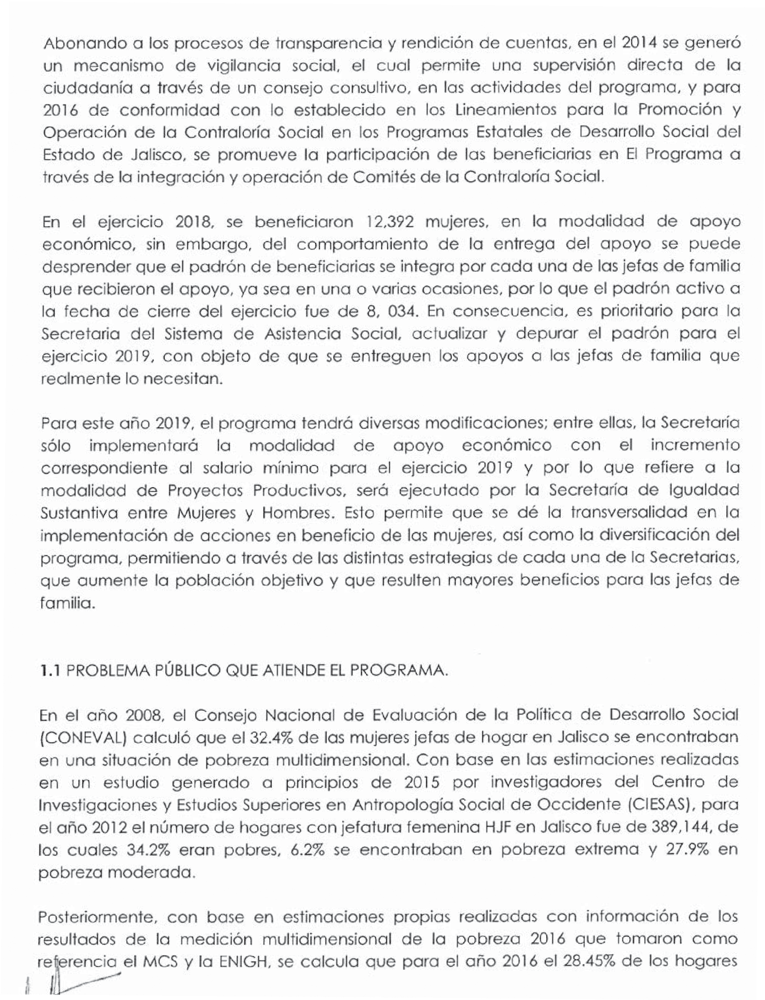 Abonando a los procesos de transparencia y rendición de cuentas, en el 2014 se generó
un mecanismo de vigilancia social, el cual permite una supervisión directa de la
ciudadanía a través de un consejo consultivo, en las actividades del programa, y para
2016 de conformidad con lo establecido en los Lineamientos para la Promoción y
Operación de la Contraloría Social en los Programas Estatales de Desarrollo Social del
Estado de Jalisco, se promueve la participación de las beneficiarias en El Programa a
través de la integración y operación de Comités de la Contraloría Social.
En el ejercicio 2018, se beneficiaron 12,392 mujeres, en la modalidad de apoyo
económico, sin embargo, del comportamiento de la entrega del apoyo se puede
desprender que el padrón de beneficiarias se integra por cada una de las jefas de familia
que recibieron el apoyo, ya sea en una o varias ocasiones, por lo que el padrón activo a
la fecha de cierre del ejercicio fue de 8, 034. En consecuencia, es prioritario para la
Secretaria del Sistema de Asistencia Social, actualizar y depurar el padrón para el
ejercicio 2019, con objeto de que se entreguen los apoyos a las jefas de familia que
realmente lo necesitan.
Para este año 2019, el programa tendrá diversas modificaciones; entre ellas, la Secretaría
sólo implementará la modalidad de apoyo económico con el incremento
correspondiente al salario mínimo para el ejercicio 2019 y por lo que refiere a la
modalidad de Proyectos Productivos, será ejecutado por la Secretaría de Igualdad
Sustantiva entre Mujeres y Hombres. Esto permite que se dé la transversalidad en la
implementación de acciones en beneficio de las mujeres, así como la diversificación del
programa, permitiendo a través de las distintas estrategias de cada una de la Secretarias,
que aumente la población objetivo y que resulten mayores beneficios para las jefas de
familia.
1.1 PROBLEMA PÚBLICO QUE ATIENDE EL PROGRAMA.
En el año 2008, el Consejo Nacional de Evaluación de la Política de Desarrollo Social
(CONEVAL) calculó que el 32.4% de las mujeres jefas de hogar en Jalisco se encontraban
en una situación de pobreza multidimensional. Con base en las estimaciones realizadas
en un estudio generado a principios de 2015 por investigadores del Centro de
Investigaciones y Estudios Superiores en Antropología Social de Occidente (CIESAS), para
el año 2012 el número de hogares con jefatura femenina HJF en Jalisco fue de 389,144, de
los cuales 34.2% eran pobres, 6.2% se encontraban en pobreza extrema y 27.9% en
pobreza moderada.
Posteriormente, con base en estimaciones propias realizadas con información de los
resultados de la medición multidimensional de la pobreza 2016 que tomaron como
referencia el MCS y la ENIGH, se calcula que para el año 2016 el 28.45% de los hogares